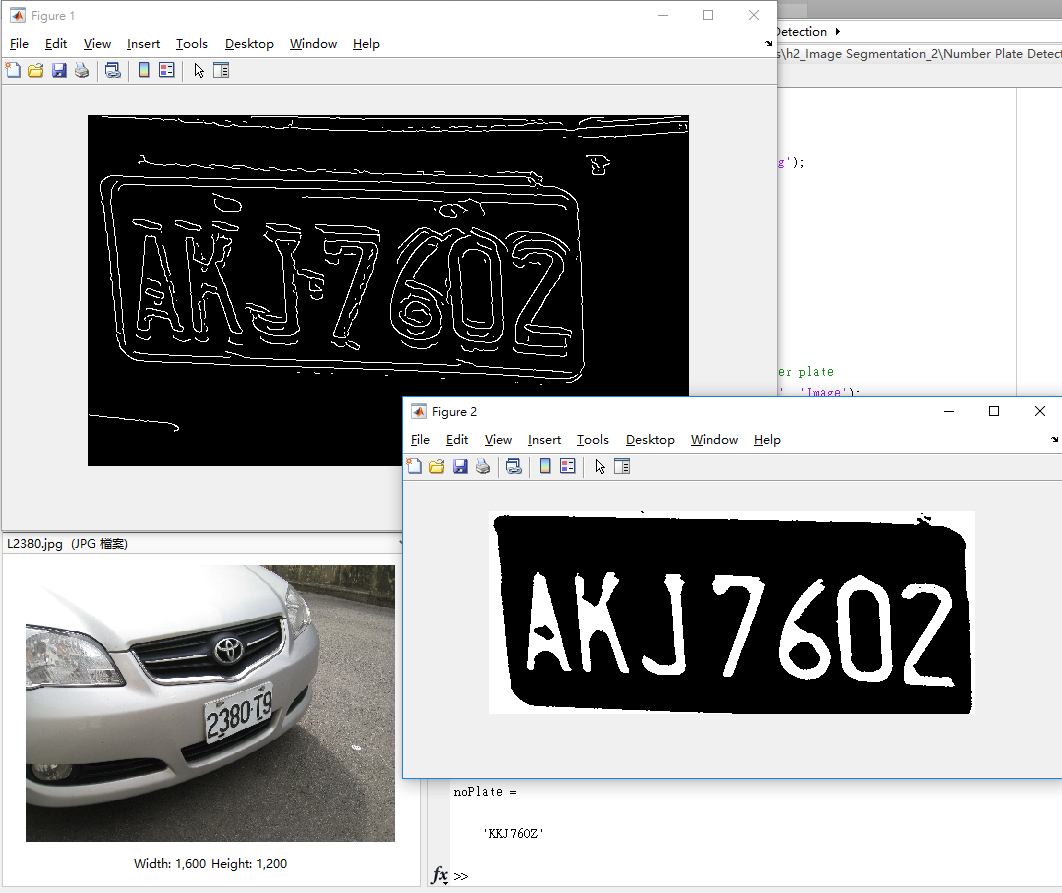 Figure 1
File Edit View Insert Tools Desktop Window Help
Detection
s\h2_Image Segmentation_2\Number Plate Detect
g');
AKJ7602
er plate
' 'Image');
Figure 2
File Edit View Insert Tools Desktop Window Help
AKJ7602
L2380.jpg (JPG 檔案)
2380·T9
Width: 1,600 Height: 1,200
noPlate =
'KKJ760Z'
fx >>